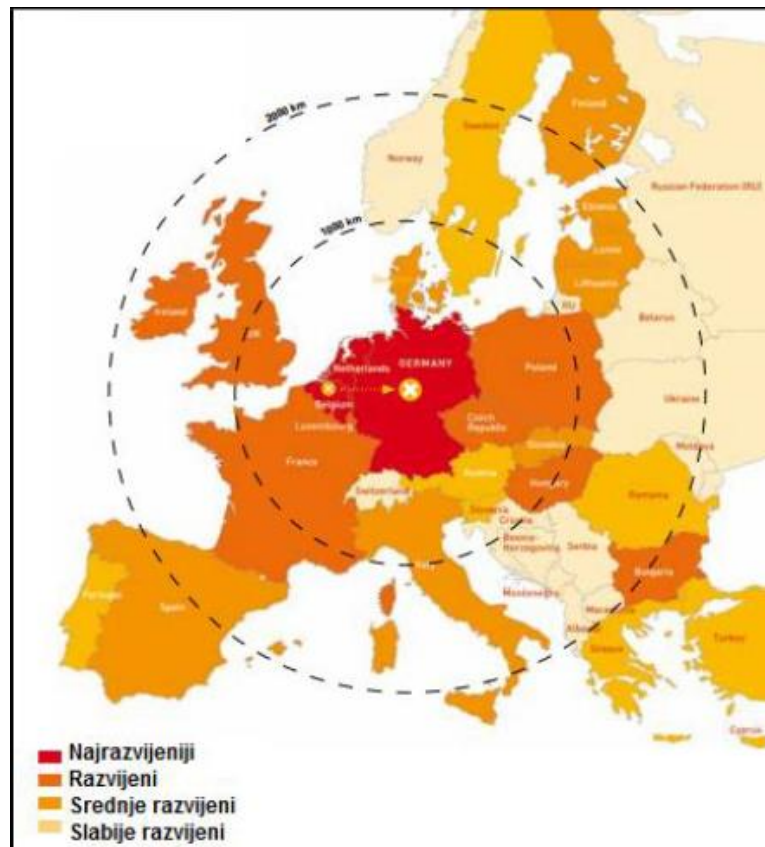 2000 km
Finland
Sweden
Norway
Russian Federation (RU)
1000 km
Estonia
Latvia
Lithuania
RU
Belarus
Ireland
UK
Netherlands
GERMANY
Poland
Belgium
Ukraine
Luxembourg
Czech
Republic
Moldova
France
Slovakia
Austria
Switzerland
Hungary
Romania
Slovenia
Croatia
Bosnia-
Herzegovina
Serbia
Italy
Bulgaria
Montenegro
Portugal
Spain
Albania
Greece
Turkey
Cyprus
Najrazvijeniji
Razvijeni
Srednje razvijeni
Slabije razvijeni